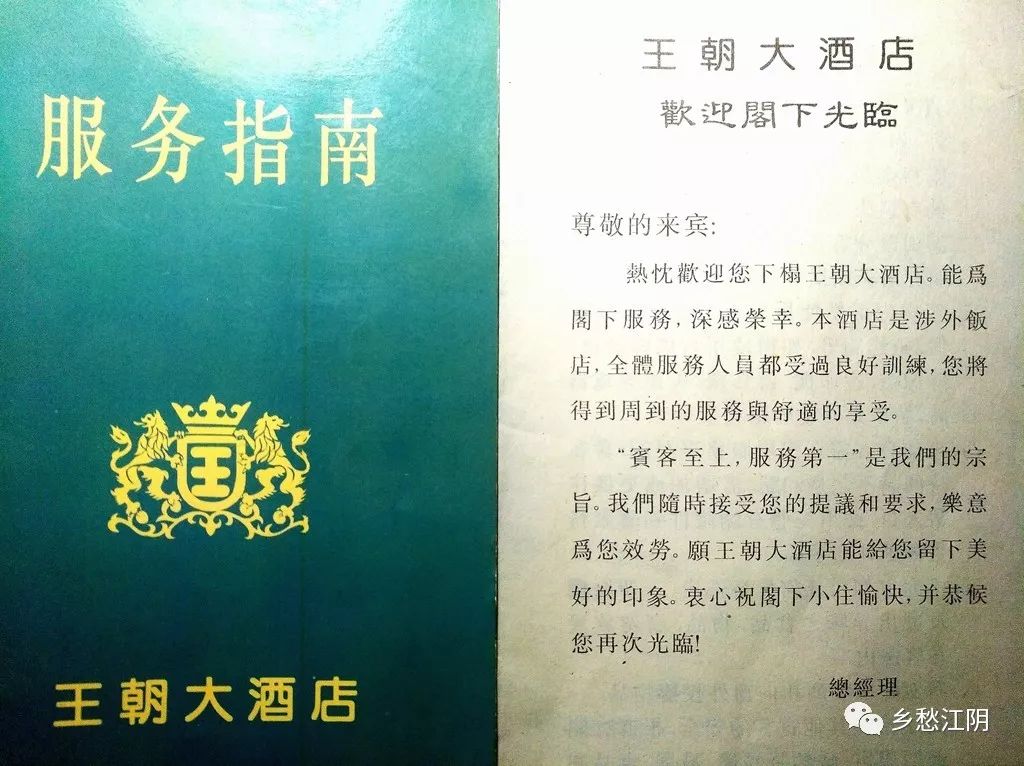 服务指南
王朝大酒店
王朝大酒店
歡迎閣下光臨
尊敬的来宾:
熱忱歡迎您下榻王朝大酒店。能爲
閣下服務,深感榮幸。本酒店是涉外飯
店,全體服務人員都受過良好訓練,您將
得到周到的服務與舒適的享受。
“賓客至上,服務第一”是我們的宗
旨。我們隨時接受您的提議和要求,樂意
爲您效勞。願王朝大酒店能給您留下美
好的印象。衷心祝閣下小住愉快,并恭候
您再次光臨!
總經理
乡愁江阴